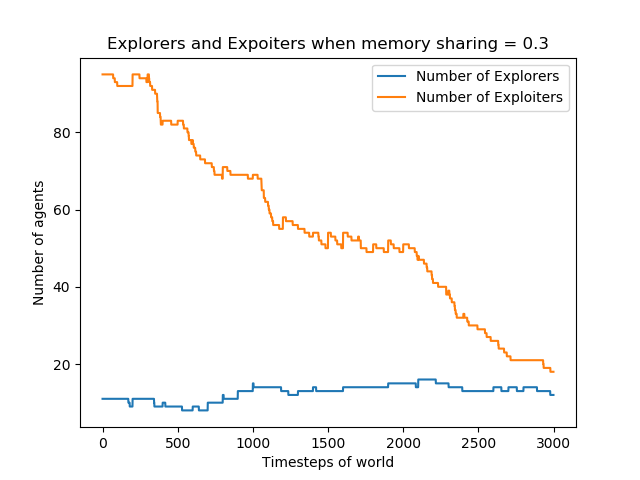 Explorers and Expoiters when memory sharing = 0.3
Number of Explorers
Number of Exploiters
Number of agents
80
60
40
20
0
500
1000
1500
2000
2500
3000
Timesteps of world